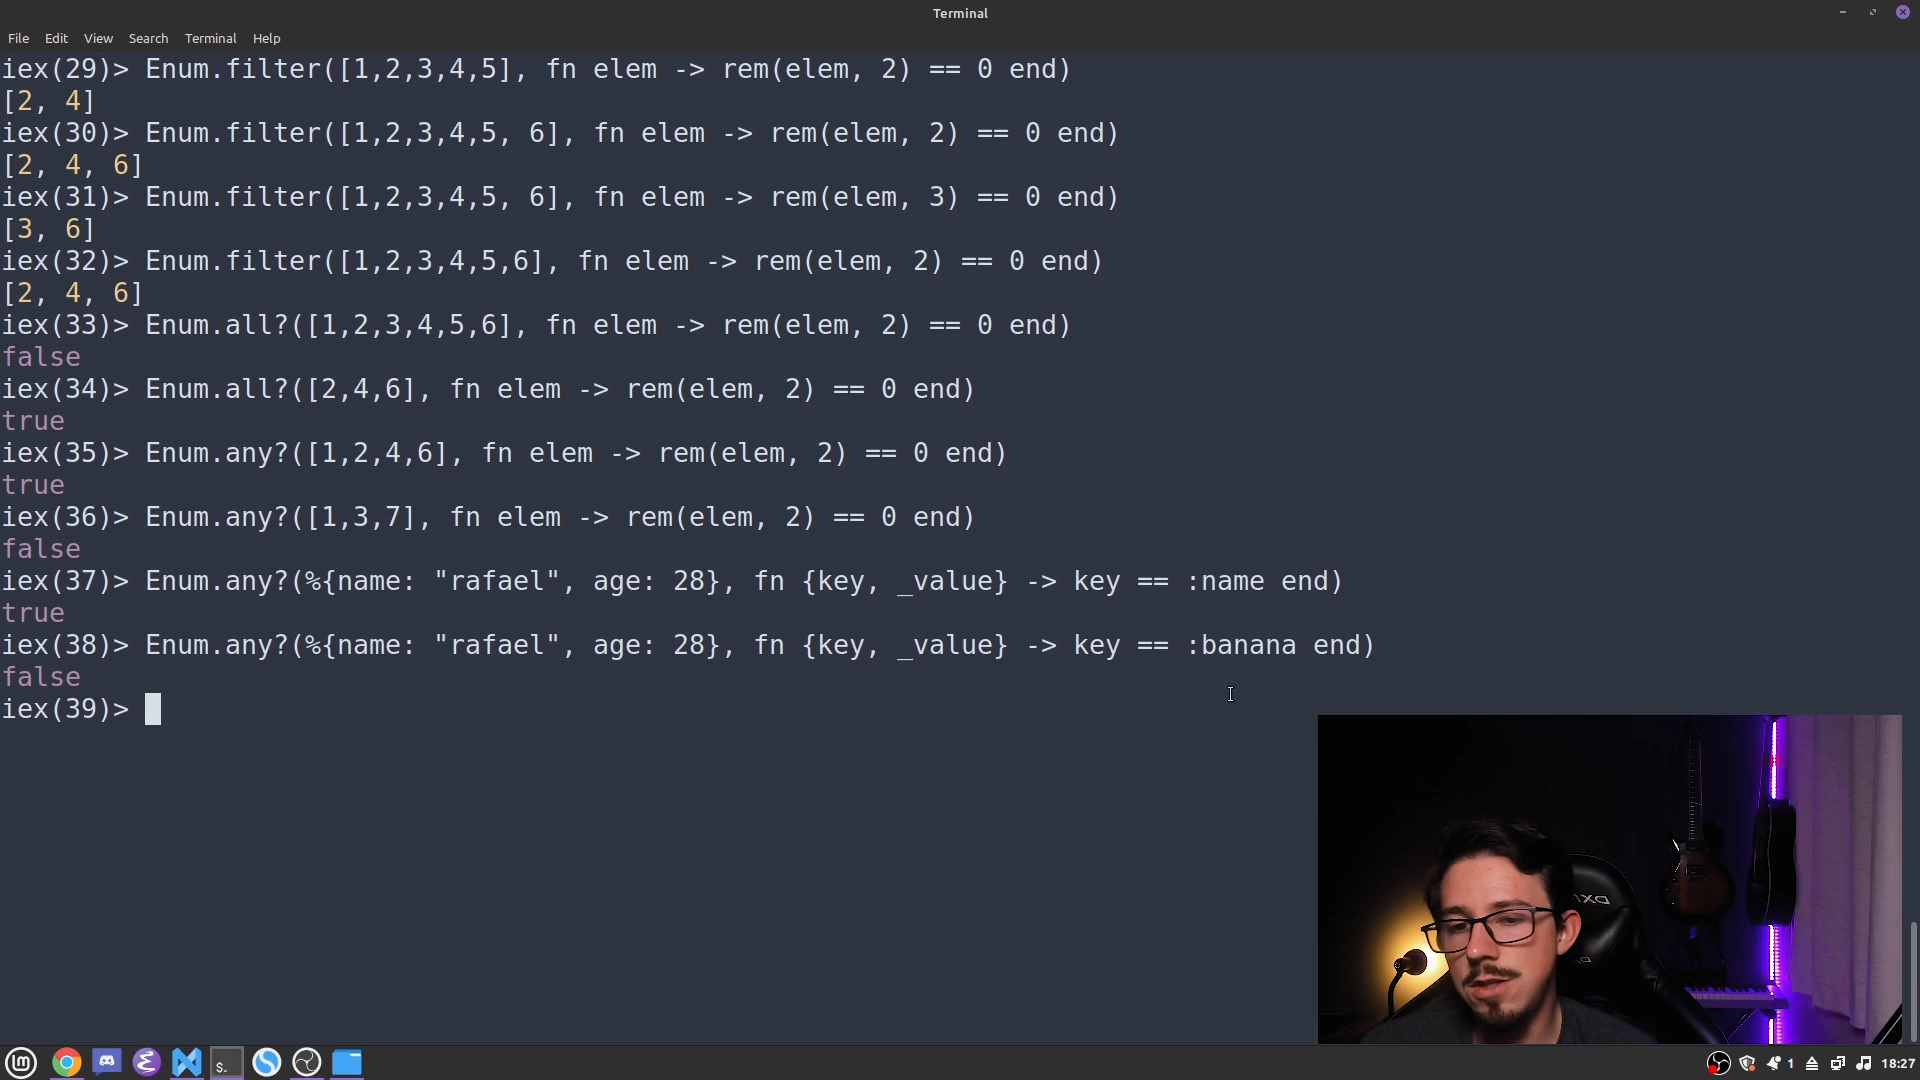 Terminal
File Edit View Search Terminal Help
iex(29)> Enum.filter([1,2,3,4,5], fn elem -> rem(elem, 2) == 0 end)
[2, 4]
iex(30)> Enum.filter([1,2,3,4,5, 6], fn elem -> rem(elem, 2) == 0 end)
[2, 4, 6]
iex(31)> Enum.filter([1,2,3,4,5, 6], fn elem -> rem(elem, 3) == 0 end)
[3, 6]
iex(32)> Enum.filter([1,2,3,4,5,6], fn elem -> rem(elem, 2) == 0 end)
[2, 4, 6]
iex(33)> Enum.all?([1,2,3,4,5,6], fn elem -> rem(elem, 2) == 0 end)
false
iex(34)> Enum.all?([2,4,6], fn elem -> rem(elem, 2) == 0 end)
true
iex(35)> Enum.any?([1,2,4,6], fn elem -> rem(elem, 2) == 0 end)
true
iex(36)> Enum.any?([1,3,7], fn elem -> rem(elem, 2) == 0 end)
false
iex(37)> Enum.any?(%{name: "rafael", age: 28}, fn {key, _value} -> key == :name end)
true
iex(38)> Enum.any?(%{name: "rafael", age: 28}, fn {key, _value} -> key == :banana end)
false
iex(39)>
$_
1 18:27